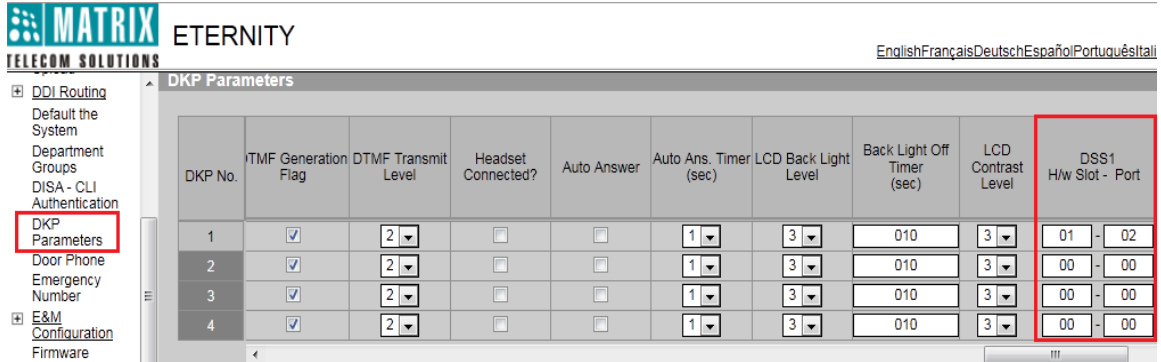 MATRIX
TELECOM SOLUTIONS
ETERNITY
EnglishFrançaisDeutschEspañolPortuguêsItali
DDI Routing
Default the
System
Department
Groups
DISA - CLI
Authentication
DKP
Parameters
Door Phone
Emergency
Number
E&M
Configuration
Firmware
DKP Parameters
DKP No. TMF Generation Flag DTMF Transmit Level Headset Connected? Auto Answer Auto Ans. Timer (sec) LCD Back Light Level Back Light Off Timer (sec) LCD Contrast Level DSS1 H/w Slot - Port
1 2 1 3 010 3 01 - 02
2 2 1 3 010 3 00 - 00
3 2 1 3 010 3 00 - 00
4 2 1 3 010 3 00 - 00